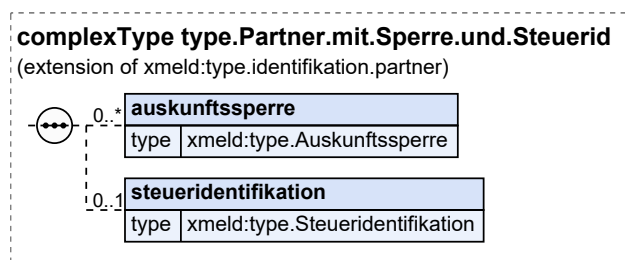 complexType type.Partner.mit.Sperre.und.Steuerid
(extension of xmeld:type.identifikation.partner)
0..* auskunftssperre
type xmeld:type.Auskunftssperre
0..1 steueridentifikation
type xmeld:type.Steueridentifikation